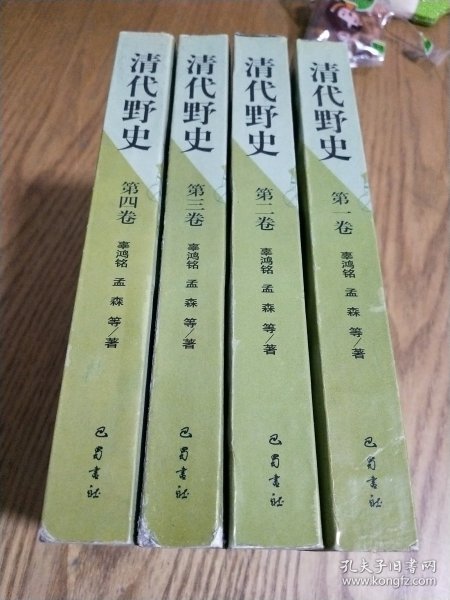 清代野史
第四卷
辜鸿铭 孟森 等/著
巴蜀书社
清代野史
第三卷
辜鸿铭 孟森 等/著
巴蜀书社
清代野史
第二卷
辜鸿铭 孟森 等/著
巴蜀书社
清代野史
第一卷
辜鸿铭 孟森 等/著
巴蜀书社
孔夫子旧书网
www.kongfz.com